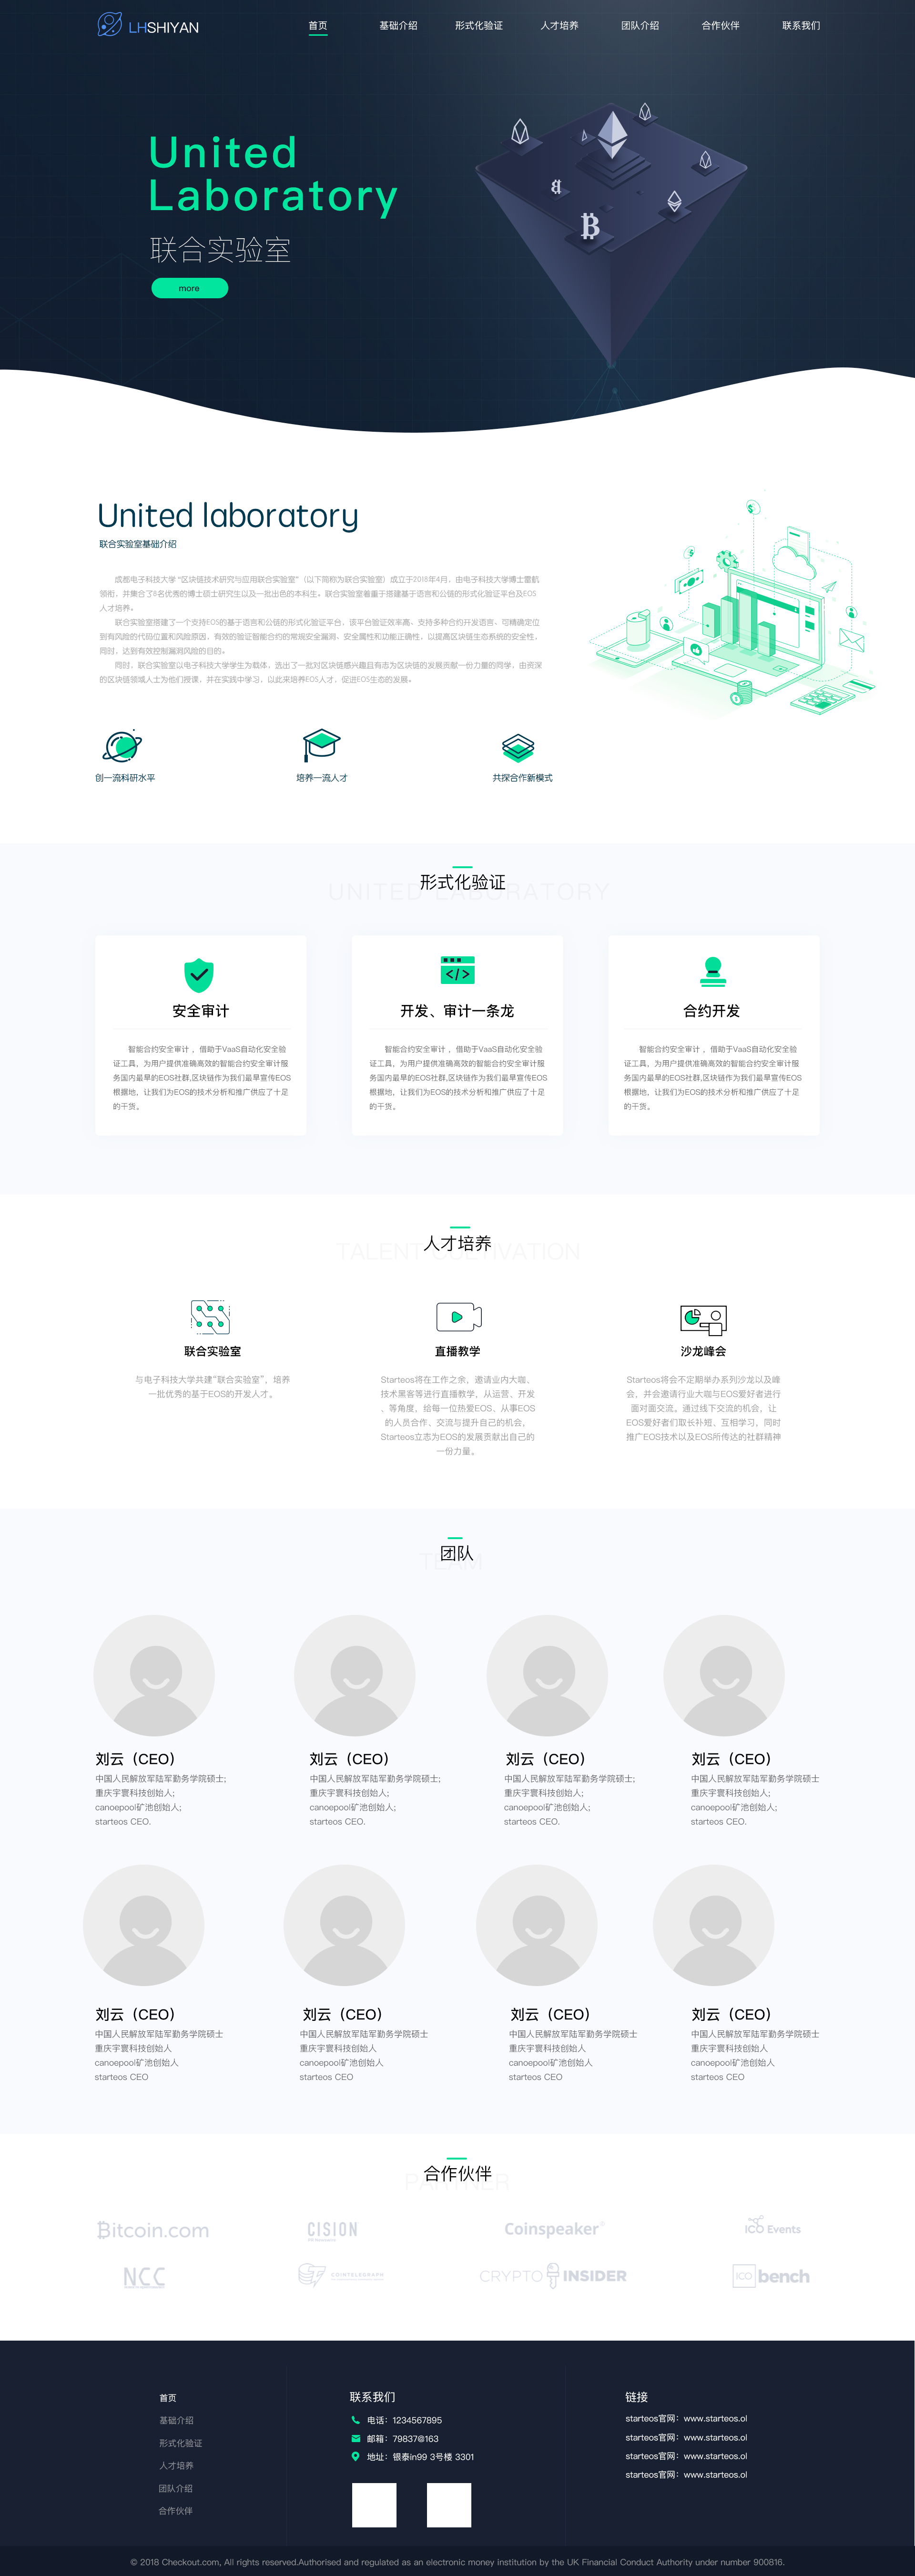 LHSHIYAN
首页 基础介绍 形式化验证 人才培养 团队介绍 合作伙伴 联系我们
United
Laboratory
联合实验室
more
United laboratory
联合实验室基础介绍
成都电子科技大学 “区块链技术研究与应用联合实验室”（以下简称为联合实验室）成立于2018年4月，由电子科技大学博士雷航
领衔，并集合了8名优秀的博士硕士研究生以及一批出色的本科生。联合实验室着重于搭建基于语言和公链的形式化验证平台及EOS
人才培养。
联合实验室搭建了一个支持EOS的基于语言和公链的形式化验证平台，该平台验证效率高、支持多种合约开发语言、可精确定位
到有风险的代码位置和风险原因，有效的验证智能合约的常规安全漏洞、安全属性和功能正确性，以提高区块链生态系统的安全性，
同时，达到有效控制漏洞风险的目的。
同时，联合实验室以电子科技大学学生为载体，选出了一批对区块链感兴趣且有志为区块链的发展贡献一份力量的同学，由资深
的区块链领域人士为他们授课，并在实践中学习，以此来培养EOS人才，促进EOS生态的发展。
创一流科研水平
培养一流人才
共探合作新模式
UNITED LABORATORY
形式化验证
安全审计
智能合约安全审计 ，借助于VaaS自动化安全验
证工具，为用户提供准确高效的智能合约安全审计服
务国内最早的EOS社群,区块链作为我们最早宣传EOS
根据地，让我们为EOS的技术分析和推广供应了十足
的干货。
开发、审计一条龙
智能合约安全审计 ，借助于VaaS自动化安全验
证工具，为用户提供准确高效的智能合约安全审计服
务国内最早的EOS社群,区块链作为我们最早宣传EOS
根据地，让我们为EOS的技术分析和推广供应了十足
的干货。
合约开发
智能合约安全审计 ，借助于VaaS自动化安全验
证工具，为用户提供准确高效的智能合约安全审计服
务国内最早的EOS社群,区块链作为我们最早宣传EOS
根据地，让我们为EOS的技术分析和推广供应了十足
的干货。
TALENT CULTIVATION
人才培养
联合实验室
与电子科技大学共建“联合实验室”，培养
一批优秀的基于EOS的开发人才。
直播教学
Starteos将在工作之余，邀请业内大咖、
技术黑客等进行直播教学，从运营、开发
、等角度，给每一位热爱EOS、从事EOS
的人员合作、交流与提升自己的机会，
Starteos立志为EOS的发展贡献出自己的
一份力量。
沙龙峰会
Starteos将会不定期举办系列沙龙以及峰
会，并会邀请行业大咖与EOS爱好者进行
面对面交流。通过线下交流的机会，让
EOS爱好者们取长补短、互相学习，同时
推广EOS技术以及EOS所传达的社群精神
TEAM
团队
刘云（CEO）
中国人民解放军陆军勤务学院硕士;
重庆宇寰科技创始人;
canoepool矿池创始人;
starteos CEO.
刘云（CEO）
中国人民解放军陆军勤务学院硕士;
重庆宇寰科技创始人;
canoepool矿池创始人;
starteos CEO.
刘云（CEO）
中国人民解放军陆军勤务学院硕士;
重庆宇寰科技创始人;
canoepool矿池创始人;
starteos CEO.
刘云（CEO）
中国人民解放军陆军勤务学院硕士
重庆宇寰科技创始人;
canoepool矿池创始人;
starteos CEO.
刘云（CEO）
中国人民解放军陆军勤务学院硕士
重庆宇寰科技创始人
canoepool矿池创始人
starteos CEO
刘云（CEO）
中国人民解放军陆军勤务学院硕士
重庆宇寰科技创始人
canoepool矿池创始人
starteos CEO
刘云（CEO）
中国人民解放军陆军勤务学院硕士
重庆宇寰科技创始人
canoepool矿池创始人
starteos CEO
刘云（CEO）
中国人民解放军陆军勤务学院硕士
重庆宇寰科技创始人
canoepool矿池创始人
starteos CEO
PARTNER
合作伙伴
Bitcoin.com
CISION
Coinspeaker
ICO Events
NCC
COINTELEGRAPH
CRYPTO INSIDER
ICO bench
首页
基础介绍
形式化验证
人才培养
团队介绍
合作伙伴
联系我们
电话：1234567895
邮箱：79837@163
地址：银泰in99 3号楼 3301
链接
starteos官网：www.starteos.ol
starteos官网：www.starteos.ol
starteos官网：www.starteos.ol
starteos官网：www.starteos.ol
© 2018 Checkout.com, All rights reserved.Authorised and regulated as an electronic money institution by the UK Financial Conduct Authority under number 900816.